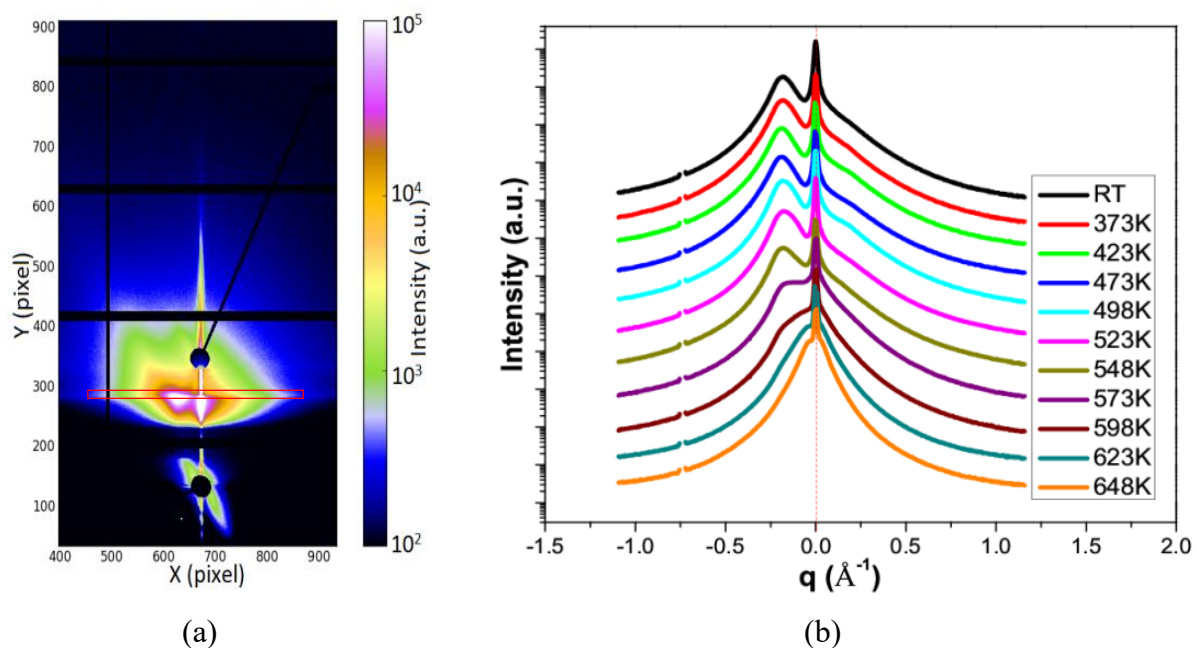 900
800
700
600
500
400
300
200
100
Y (pixel)
400 500 600 700 800 900
X (pixel)
10^5
10^4
10^3
10^2
Intensity (a.u.)
(a)
Intensity (a.u.)
RT
373K
423K
473K
498K
523K
548K
573K
598K
623K
648K
-1.5 -1.0 -0.5 0.0 0.5 1.0 1.5 2.0
q (Å^-1)
(b)